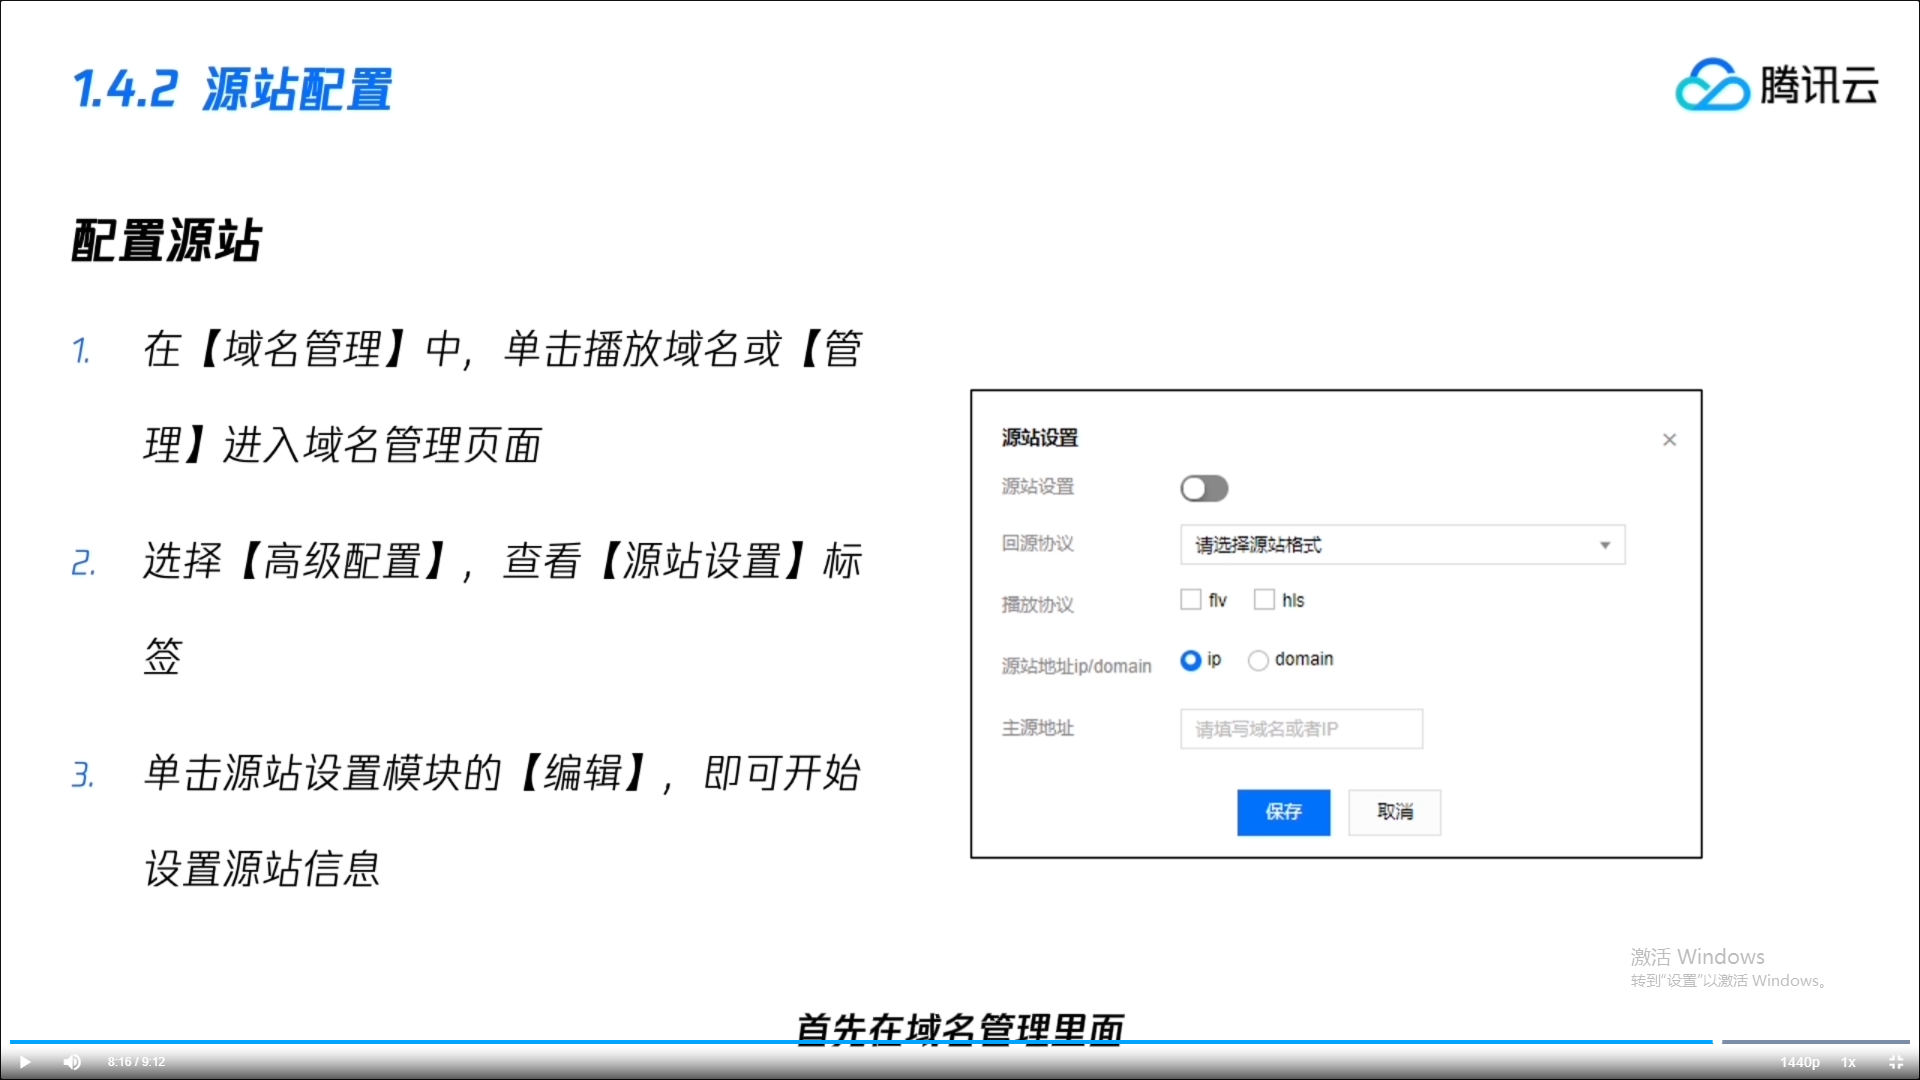 1.4.2 源站配置
腾讯云
配置源站
1. 在【域名管理】中，单击播放域名或【管
理】进入域名管理页面
2. 选择【高级配置】，查看【源站设置】标
签
3. 单击源站设置模块的【编辑】，即可开始
设置源站信息
源站设置
源站设置
回源协议 请选择源站格式
播放协议 flv hls
源站地址ip/domain ip domain
主源地址 请填写域名或者IP
保存 取消
激活 Windows
转到“设置”以激活 Windows。
首先在域名管理里面
8:16 / 9:12 1440p 1x